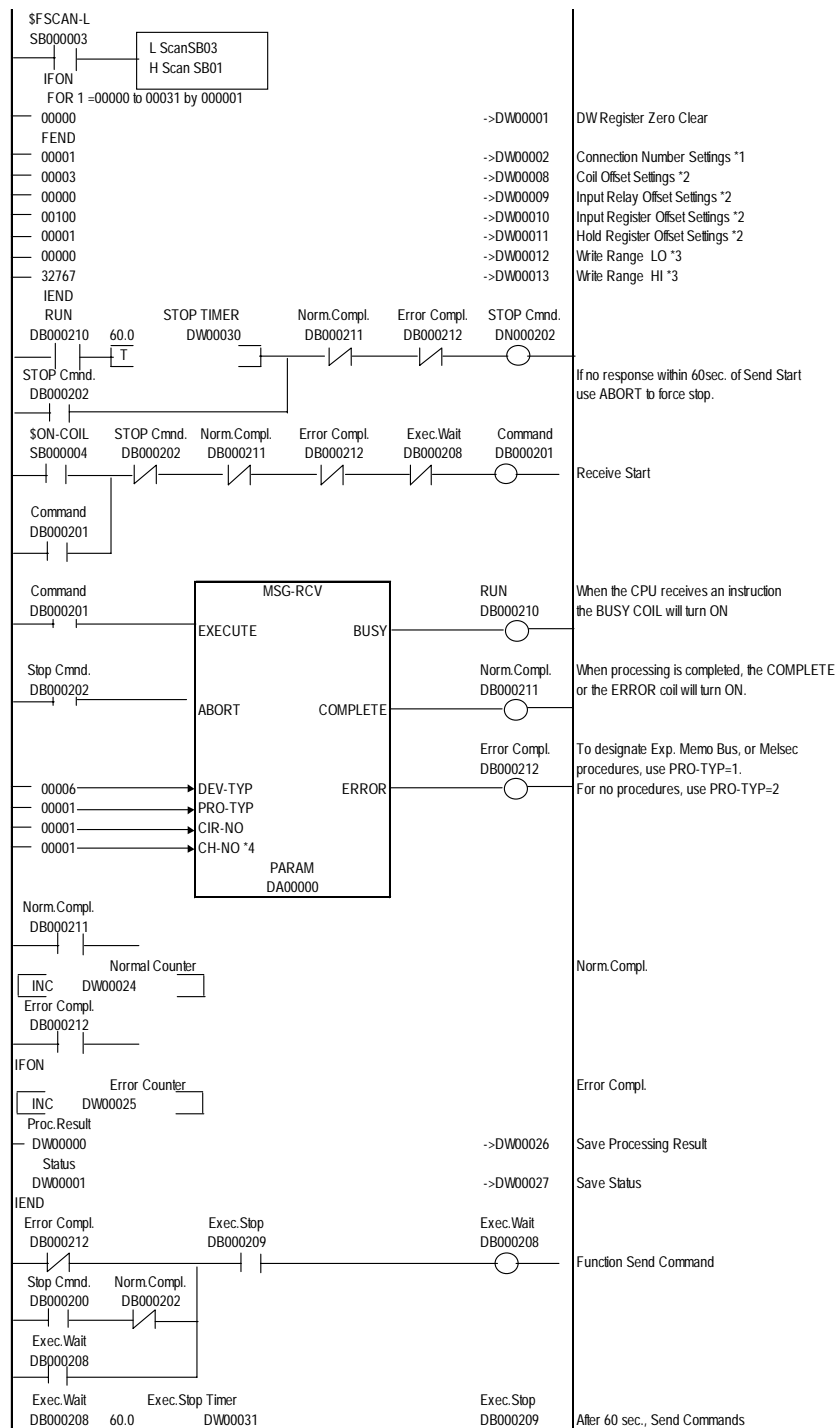 $FSCAN-L
SB000003
L ScanSB03
H Scan SB01
IFON
FOR 1 =00000 to 00031 by 000001
00000 ->DW00001 DW Register Zero Clear
FEND
00001 ->DW00002 Connection Number Settings *1
00003 ->DW00008 Coil Offset Settings *2
00000 ->DW00009 Input Relay Offset Settings *2
00100 ->DW00010 Input Register Offset Settings *2
00001 ->DW00011 Hold Register Offset Settings *2
00000 ->DW00012 Write Range LO *3
32767 ->DW00013 Write Range HI *3
IEND
RUN STOP TIMER Norm.Compl. Error Compl. STOP Cmnd.
DB000210 60.0 DW00030 DB000211 DB000212 DN000202
T
STOP Cmnd. If no response within 60sec. of Send Start
DB000202 use ABORT to force stop.
$ON-COIL STOP Cmnd. Norm.Compl. Error Compl. Exec.Wait Command
SB000004 DB000202 DB000211 DB000212 DB000208 DB000201
Receive Start
Command
DB000201
Command MSG-RCV RUN When the CPU receives an instruction
DB000201 DB000210 the BUSY COIL will turn ON
EXECUTE BUSY
Stop Cmnd. Norm.Compl. When processing is completed, the COMPLETE
DB000202 DB000211 or the ERROR coil will turn ON.
ABORT COMPLETE
Error Compl. To designate Exp. Memo Bus, or Melsec
DB000212 procedures, use PRO-TYP=1.
00006 DEV-TYP ERROR For no procedures, use PRO-TYP=2
00001 PRO-TYP
00001 CIR-NO
00001 CH-NO *4
PARAM
DA00000
Norm.Compl.
DB000211
Normal Counter Norm.Compl.
INC DW00024
Error Compl.
DB000212
IFON
Error Counter Error Compl.
INC DW00025
Proc.Result
DW00000 ->DW00026 Save Processing Result
Status
DW00001 ->DW00027 Save Status
IEND
Error Compl. Exec.Stop Exec.Wait
DB000212 DB000209 DB000208
Function Send Command
Stop Cmnd. Norm.Compl.
DB000200 DB000202
Exec.Wait
DB000208
Exec.Wait Exec.Stop Timer Exec.Stop
DB000208 60.0 DW00031 DB000209 After 60 sec., Send Commands